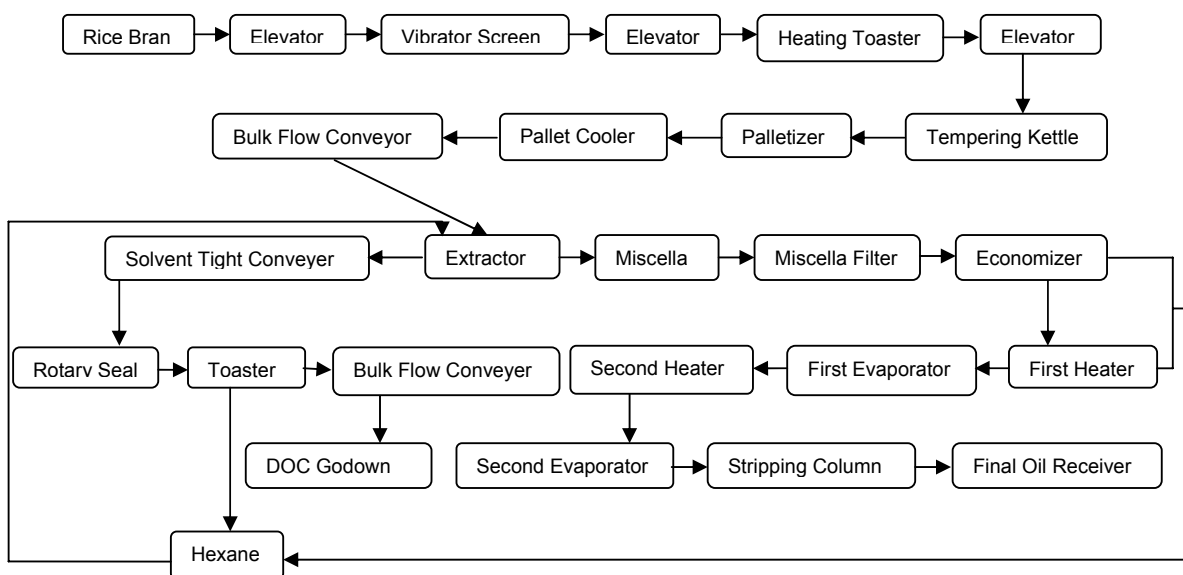 Rice Bran
Elevator
Vibrator Screen
Elevator
Heating Toaster
Elevator
Bulk Flow Conveyor
Pallet Cooler
Palletizer
Tempering Kettle
Solvent Tight Conveyer
Extractor
Miscella
Miscella Filter
Economizer
Rotary Seal
Toaster
Bulk Flow Conveyer
Second Heater
First Evaporator
First Heater
DOC Godown
Second Evaporator
Stripping Column
Final Oil Receiver
Hexane